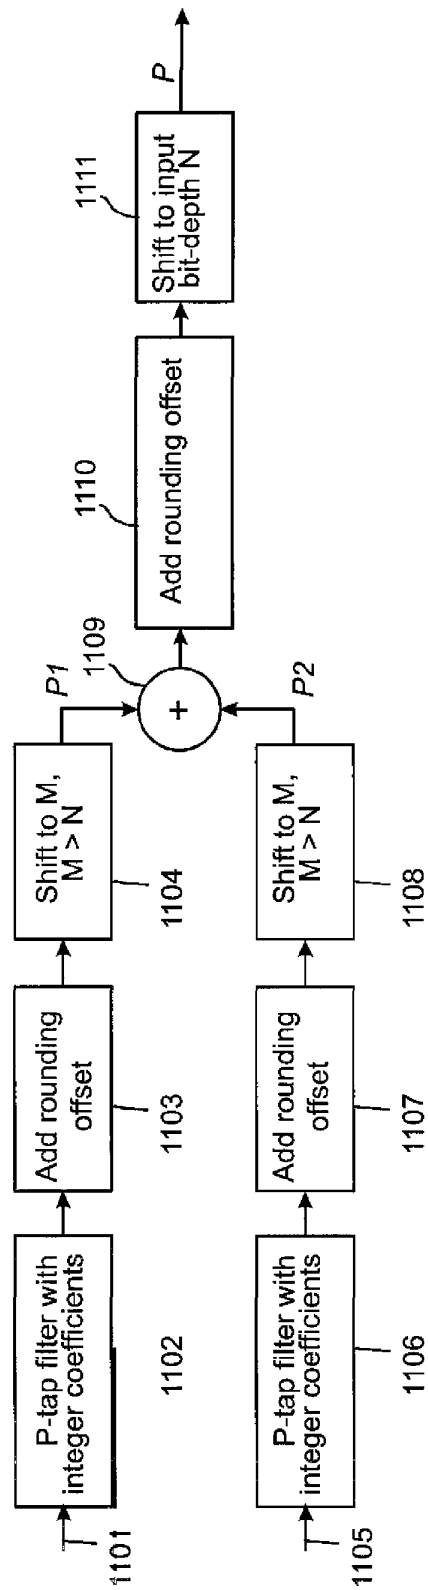 1101
P-tap filter with
integer coefficients
1102
Add rounding
offset
1103
Shift to M,
M > N
1104
P1
1105
P-tap filter with
integer coefficients
1106
Add rounding
offset
1107
Shift to M,
M > N
1108
P2
1109
+
Add rounding offset
1110
Shift to input
bit-depth N
1111
P